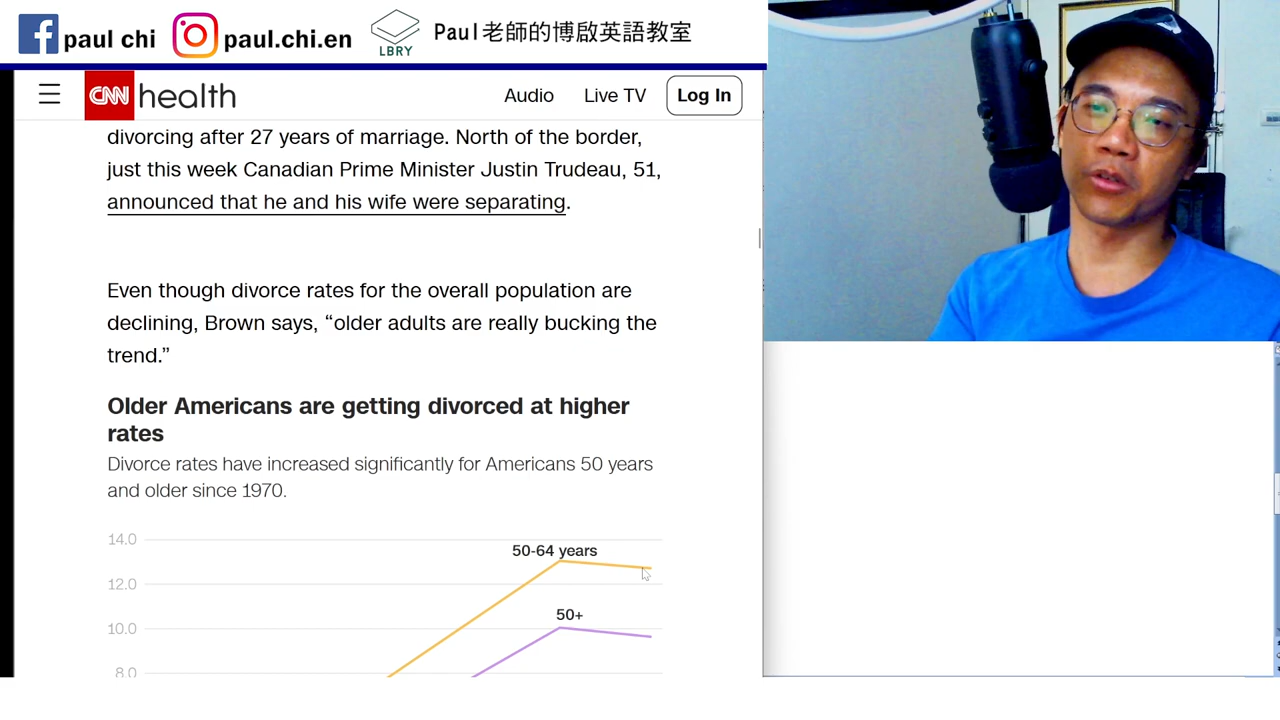 paul chi
paul.chi.en
LBRY
Paul老師的博啟英語教室
CNN health
Audio
Live TV
Log In
divorcing after 27 years of marriage. North of the border,
just this week Canadian Prime Minister Justin Trudeau, 51,
announced that he and his wife were separating.
Even though divorce rates for the overall population are
declining, Brown says, “older adults are really bucking the
trend.”
Older Americans are getting divorced at higher
rates
Divorce rates have increased significantly for Americans 50 years
and older since 1970.
14.0
50-64 years
12.0
50+
10.0
8.0